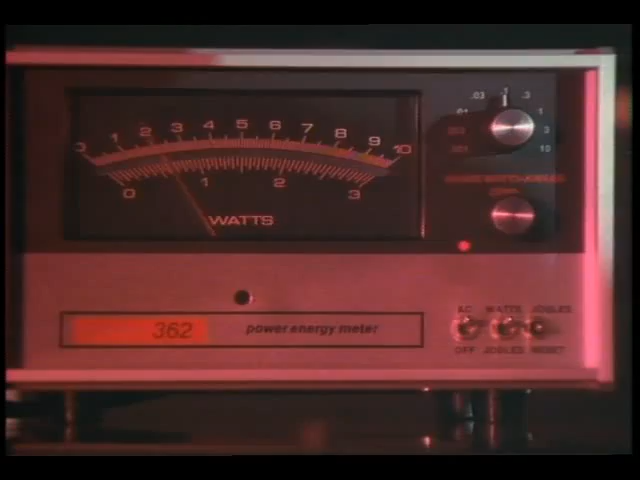 .03 .1 .3
.01 1
3
10
0 1 2 3 4 5 6 7 8 9 10
0 1 2 3
WATTS
362 power energy meter
AC WATTS JOULES
OFF JOULES RESET